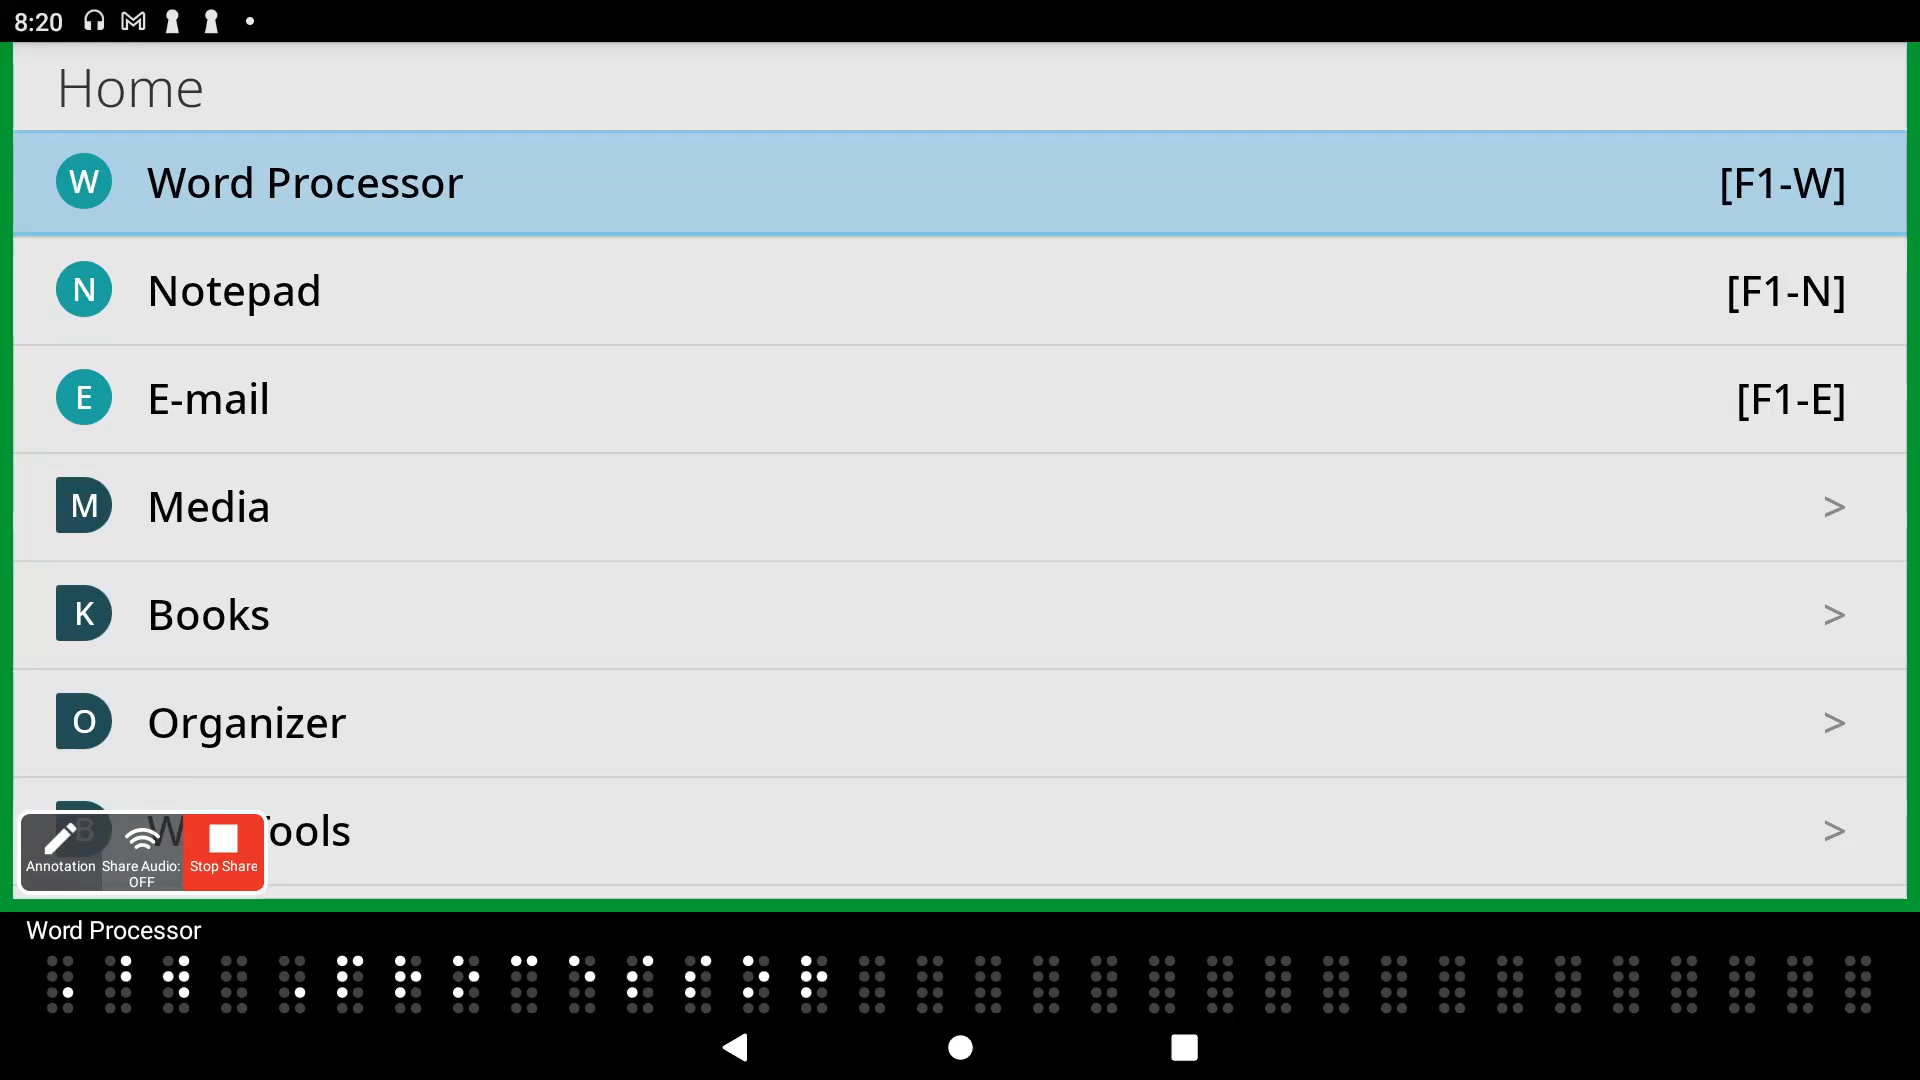 8:20
Home
W Word Processor [F1-W]
N Notepad [F1-N]
E E-mail [F1-E]
M Media >
K Books >
O Organizer >
B W ools >
Annotation Share Audio: OFF Stop Share
Word Processor